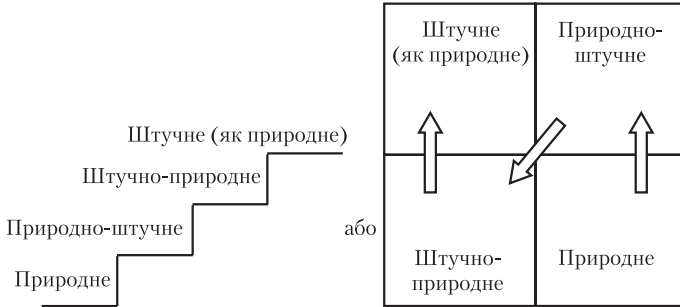 Штучне (як природне)
Штучно-природне
Природно-штучне
Природне
або
Штучне
(як природне)
Природно-
штучне
Штучно-
природне
Природне